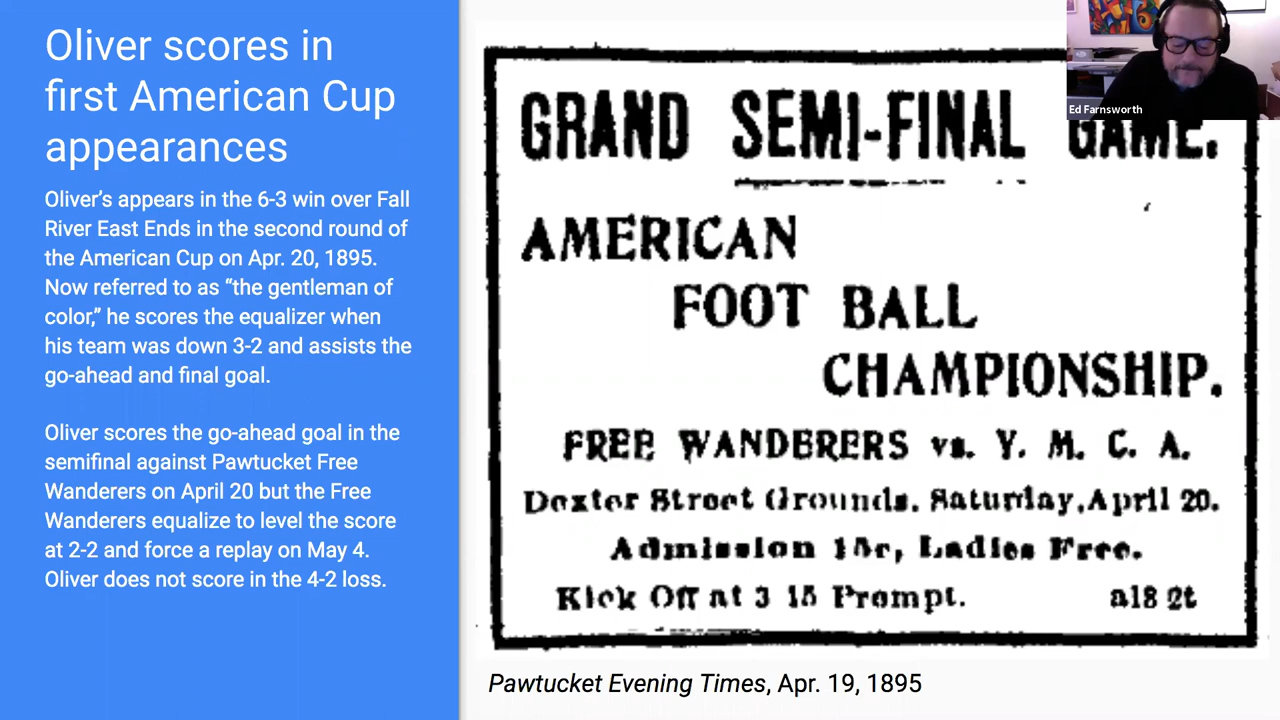 Oliver scores in
first American Cup
appearances
Oliver's appears in the 6-3 win over Fall
River East Ends in the second round of
the American Cup on Apr. 20, 1895.
Now referred to as “the gentleman of
color,” he scores the equalizer when
his team was down 3-2 and assists the
go-ahead and final goal.
Oliver scores the go-ahead goal in the
semifinal against Pawtucket Free
Wanderers on April 20 but the Free
Wanderers equalize to level the score
at 2-2 and force a replay on May 4.
Oliver does not score in the 4-2 loss.
Ed Farnsworth
GRAND SEMI-FINAL GAME.
AMERICAN
FOOT BALL
CHAMPIONSHIP.
FREE WANDERERS vs. Y. M. C. A.
Dexter Street Grounds, Saturday, April 20.
Admission 15c, Ladies Free.
Kick Off at 3 15 Prompt. a18 2t
Pawtucket Evening Times, Apr. 19, 1895